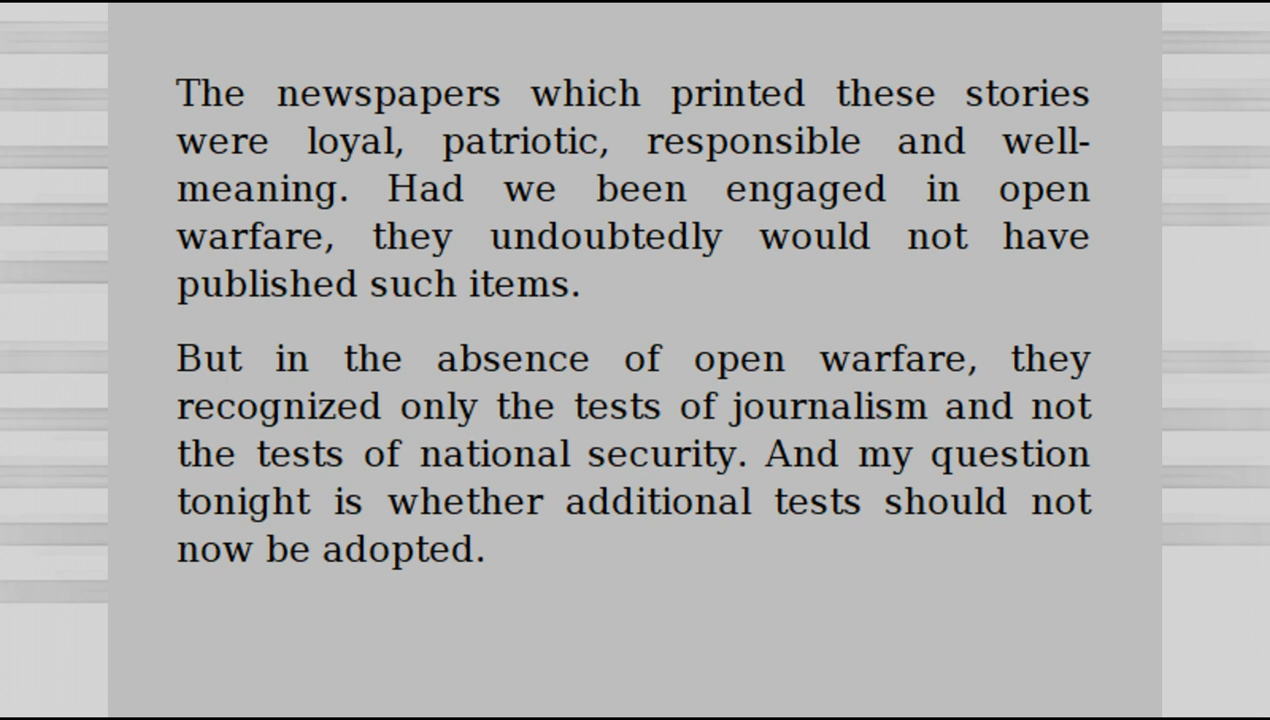 The newspapers which printed these stories
were loyal, patriotic, responsible and well-
meaning. Had we been engaged in open
warfare, they undoubtedly would not have
published such items.
But in the absence of open warfare, they
recognized only the tests of journalism and not
the tests of national security. And my question
tonight is whether additional tests should not
now be adopted.